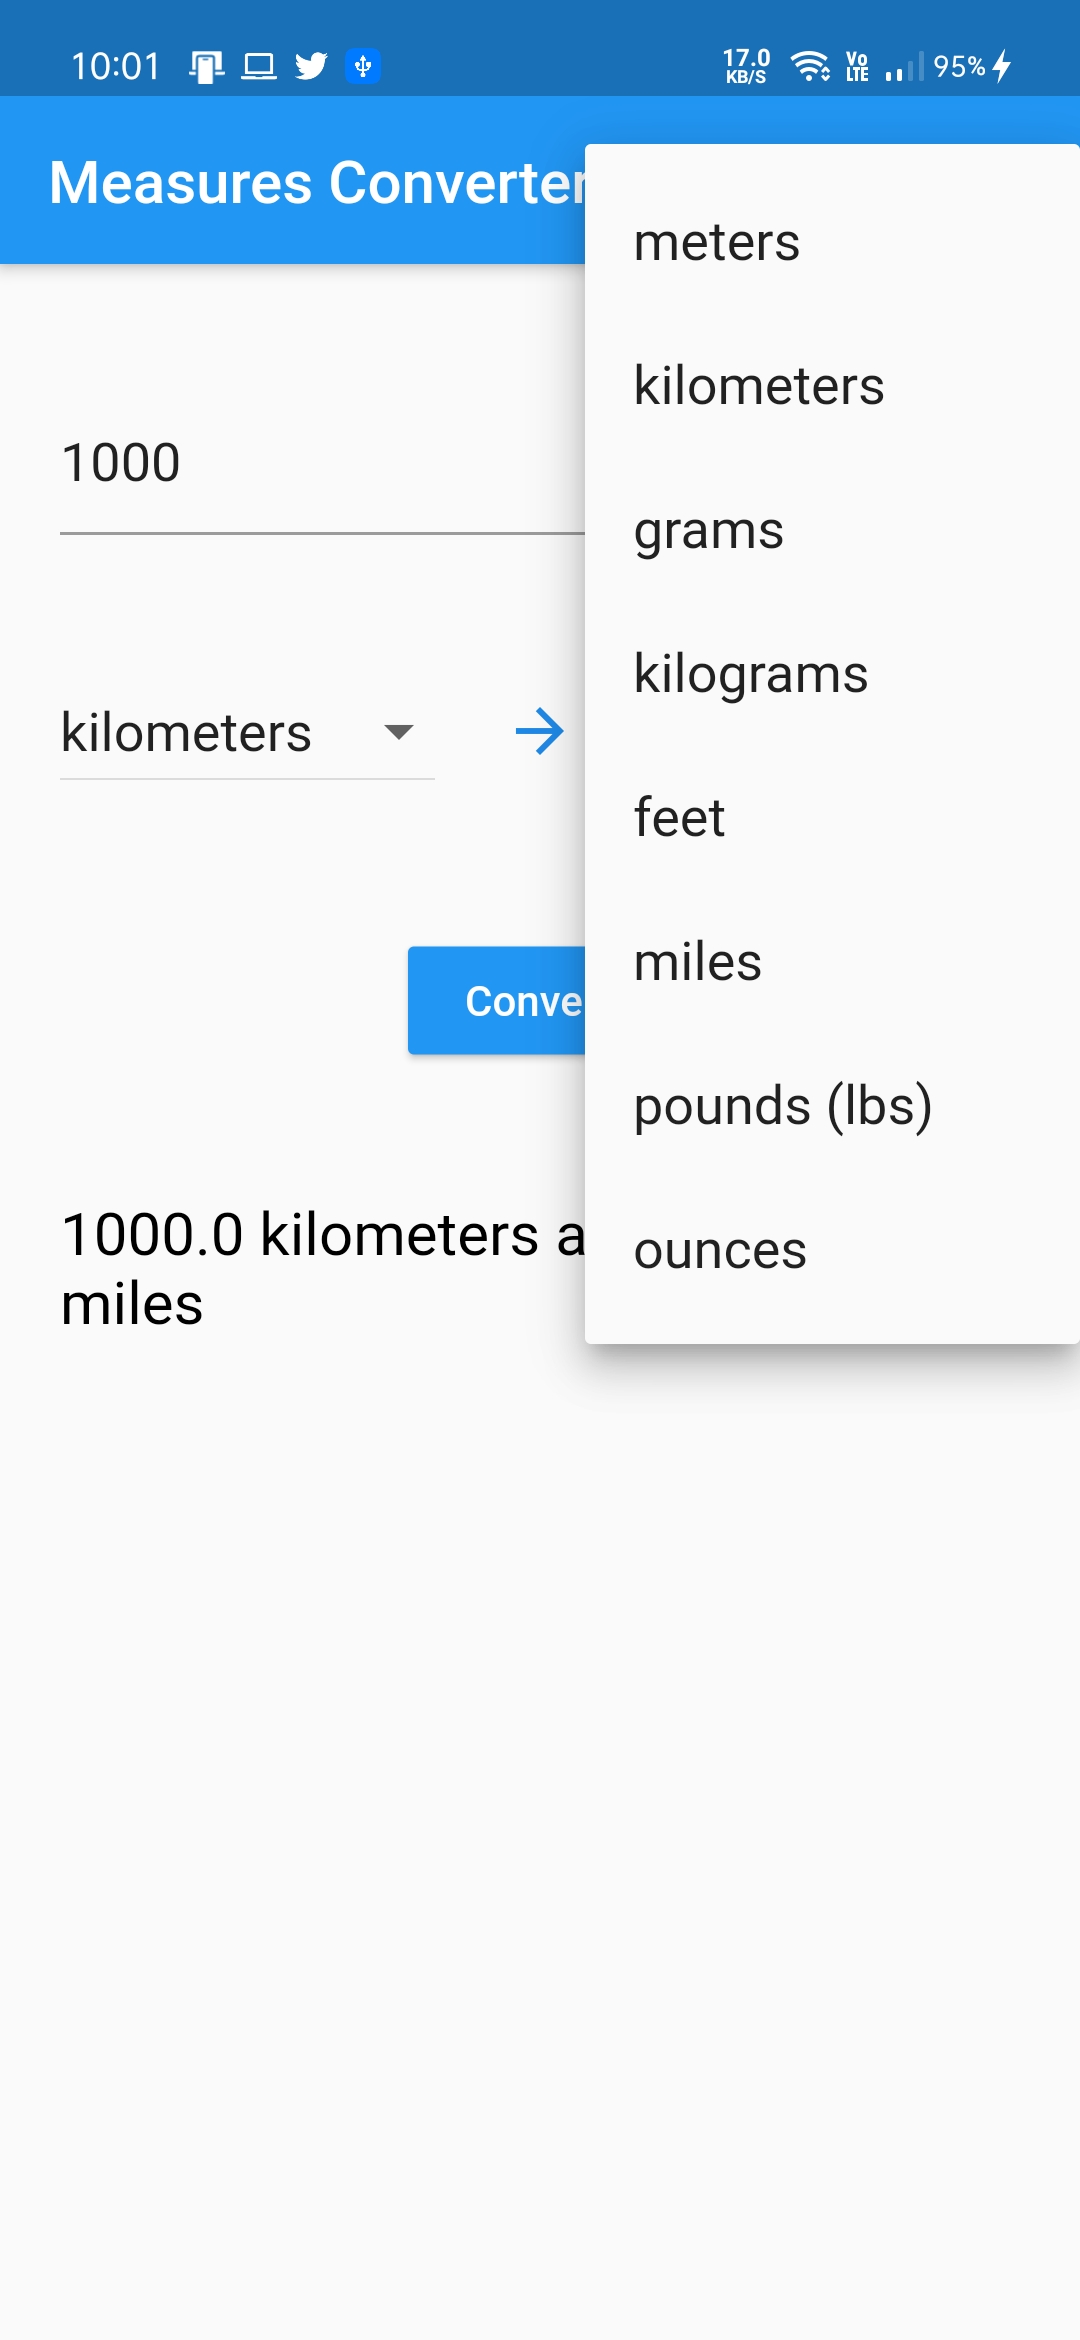 10:01 17.0 KB/S Vo LTE 95%
Measures Converter
meters
kilometers
1000
grams
kilograms
kilometers
feet
miles
Conve
pounds (lbs)
1000.0 kilometers a
ounces
miles